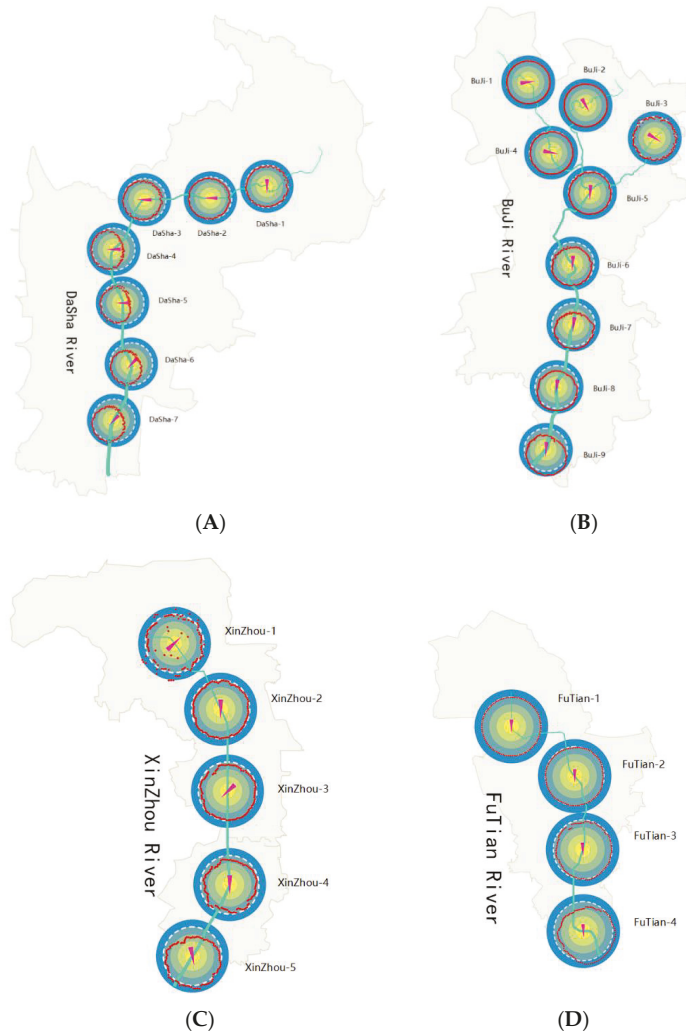 DaSha-1
DaSha-2
DaSha-3
DaSha-4
DaSha-5
DaSha-6
DaSha-7
DaSha River
(A)
BuJi-1
BuJi-2
BuJi-3
BuJi-4
BuJi-5
BuJi-6
BuJi-7
BuJi-8
BuJi-9
BuJi River
(B)
XinZhou-1
XinZhou-2
XinZhou-3
XinZhou-4
XinZhou-5
XinZhou River
(C)
FuTian-1
FuTian-2
FuTian-3
FuTian-4
FuTian River
(D)